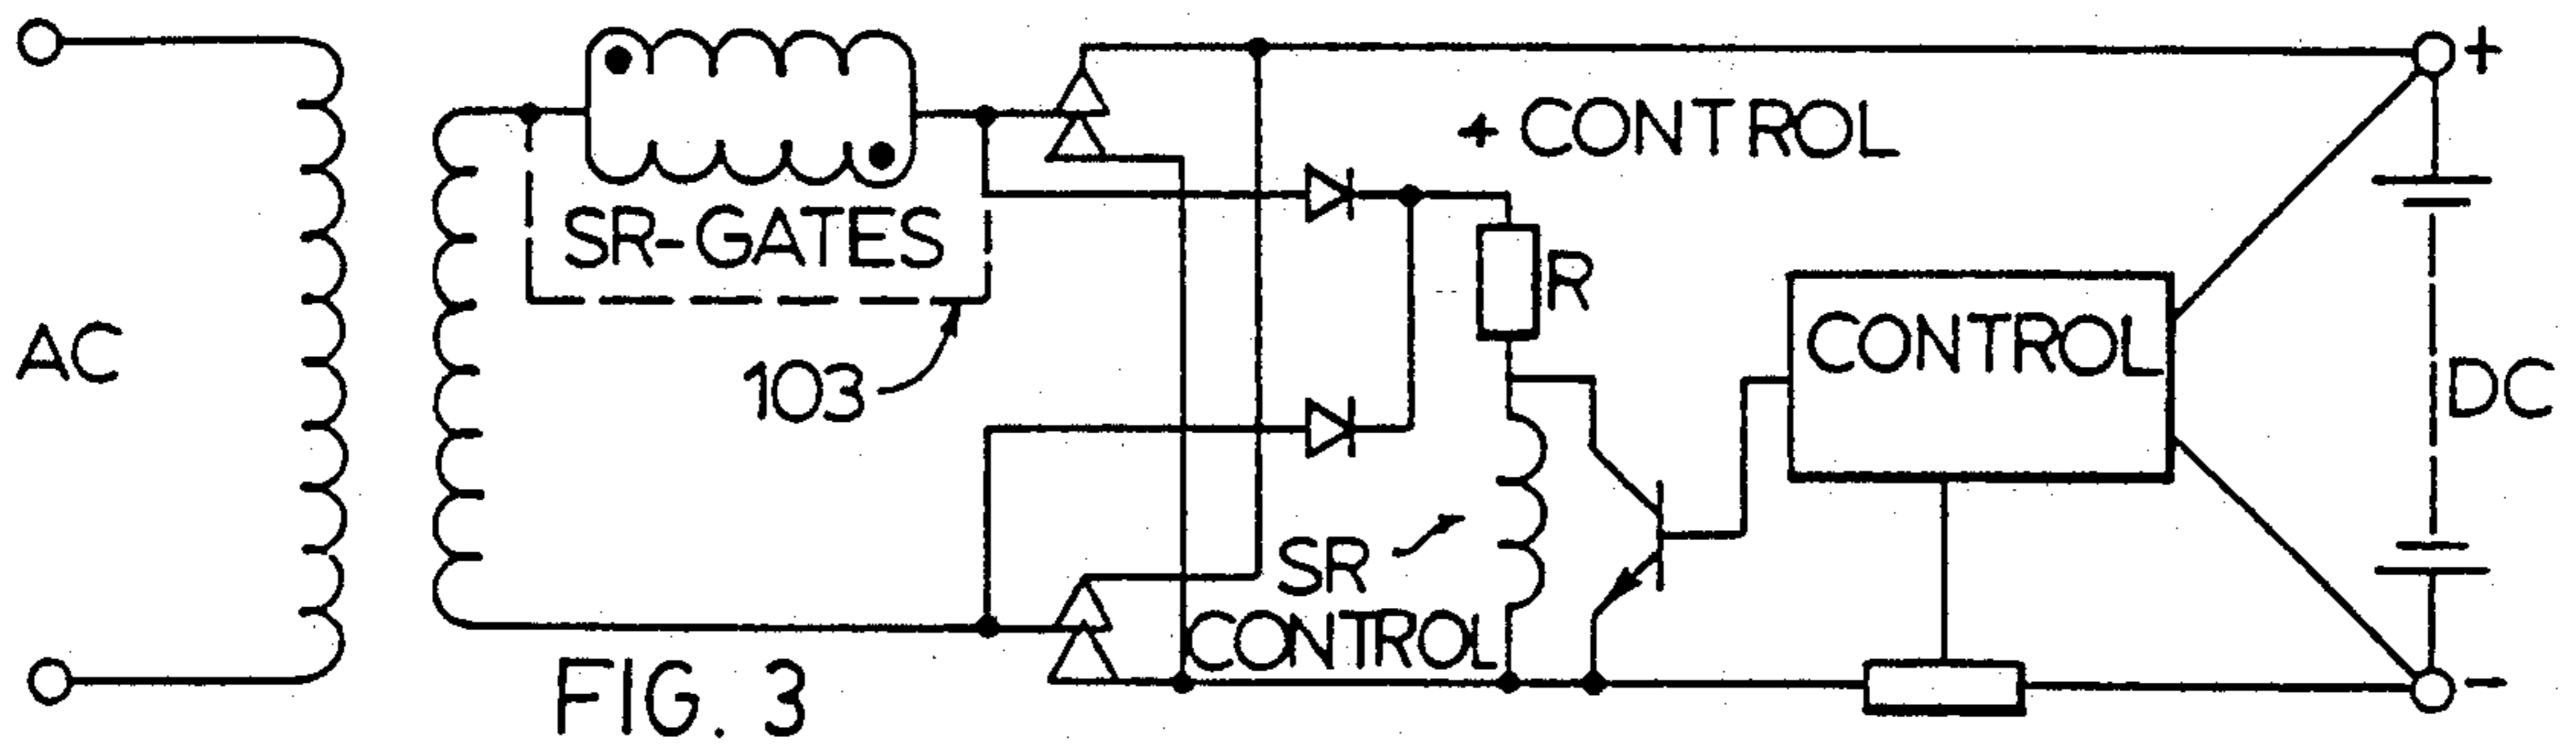 +
+ CONTROL
SR-GATES
R
CONTROL
AC
103
DC
SR
CONTROL
FIG. 3
-